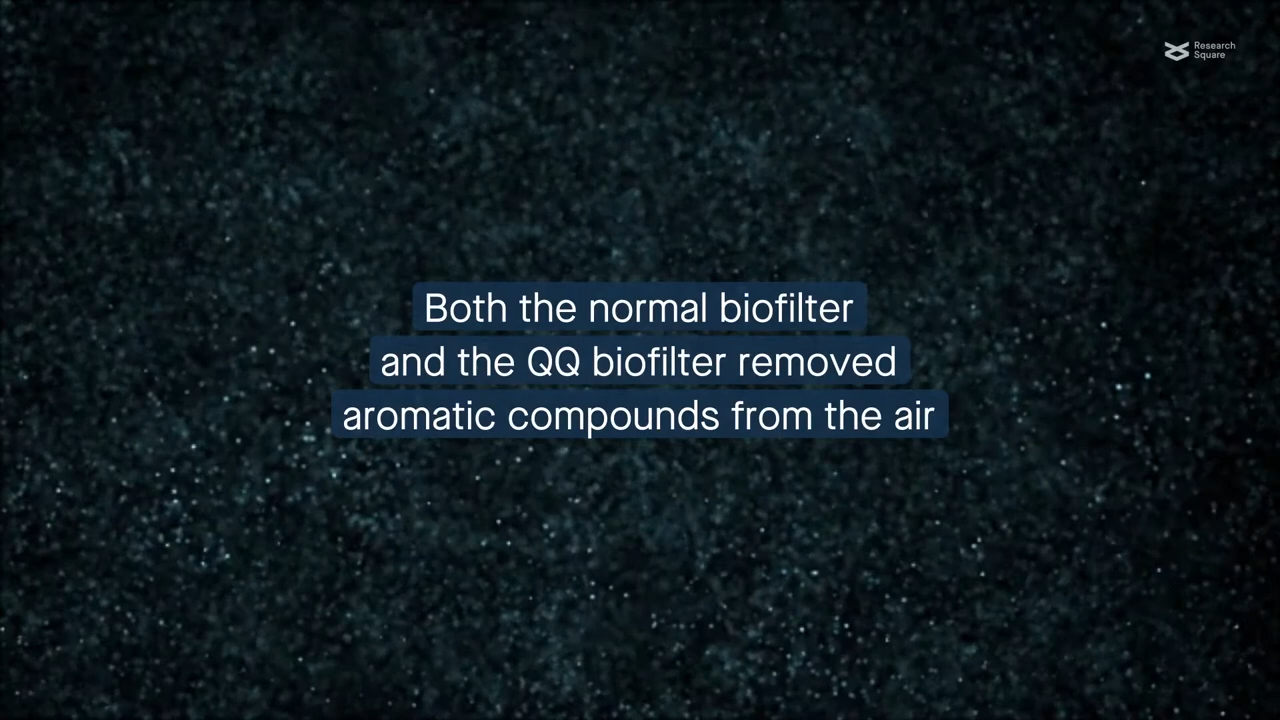 Research
Square
Both the normal biofilter
and the QQ biofilter removed
aromatic compounds from the air